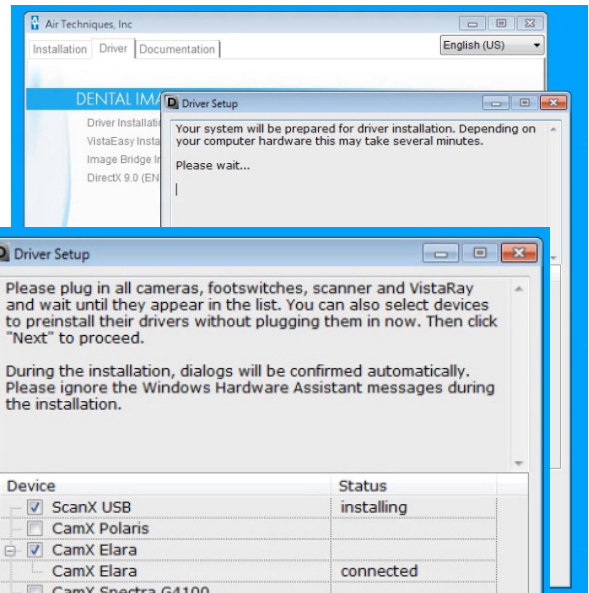 Air Techniques, Inc
Installation Driver Documentation English (US)
DENTAL IMA
Driver Setup
Driver Installati
VistaEasy Insta
Image Bridge I
DirectX 9.0 (EN
Your system will be prepared for driver installation. Depending on
your computer hardware this may take several minutes.
Please wait...
Driver Setup
Please plug in all cameras, footswitches, scanner and VistaRay
and wait until they appear in the list. You can also select devices
to preinstall their drivers without plugging them in now. Then click
"Next" to proceed.
During the installation, dialogs will be confirmed automatically.
Please ignore the Windows Hardware Assistant messages during
the installation.
Device Status
ScanX USB installing
CamX Polaris
CamX Elara
CamX Elara connected
CamX Spectra G4100